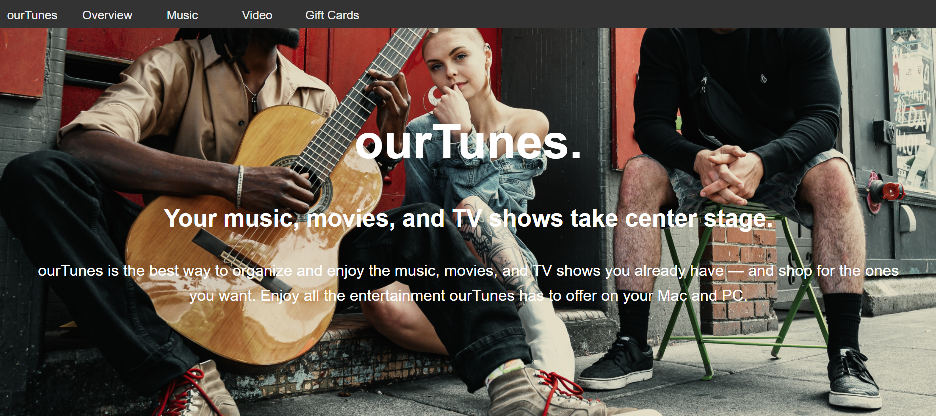 ourTunes Overview Music Video Gift Cards
ourTunes.
Your music, movies, and TV shows take center stage.
ourTunes is the best way to organize and enjoy the music, movies, and TV shows you already have — and shop for the ones
you want. Enjoy all the entertainment ourTunes has to offer on your Mac and PC.